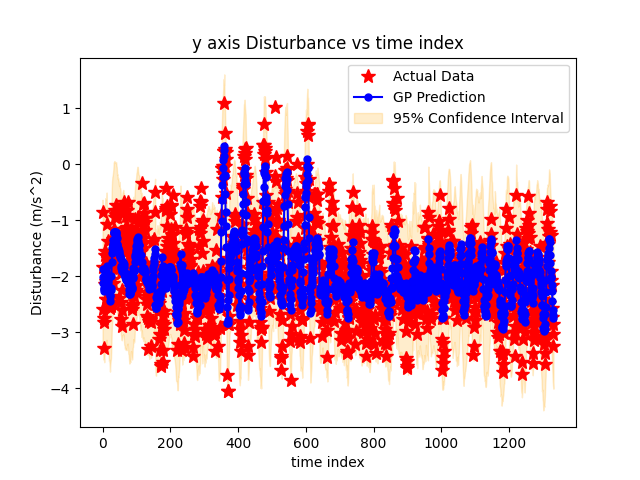 y axis Disturbance vs time index
Actual Data
GP Prediction
95% Confidence Interval
Disturbance (m/s^2)
1
0
−1
−2
−3
−4
0 200 400 600 800 1000 1200
time index